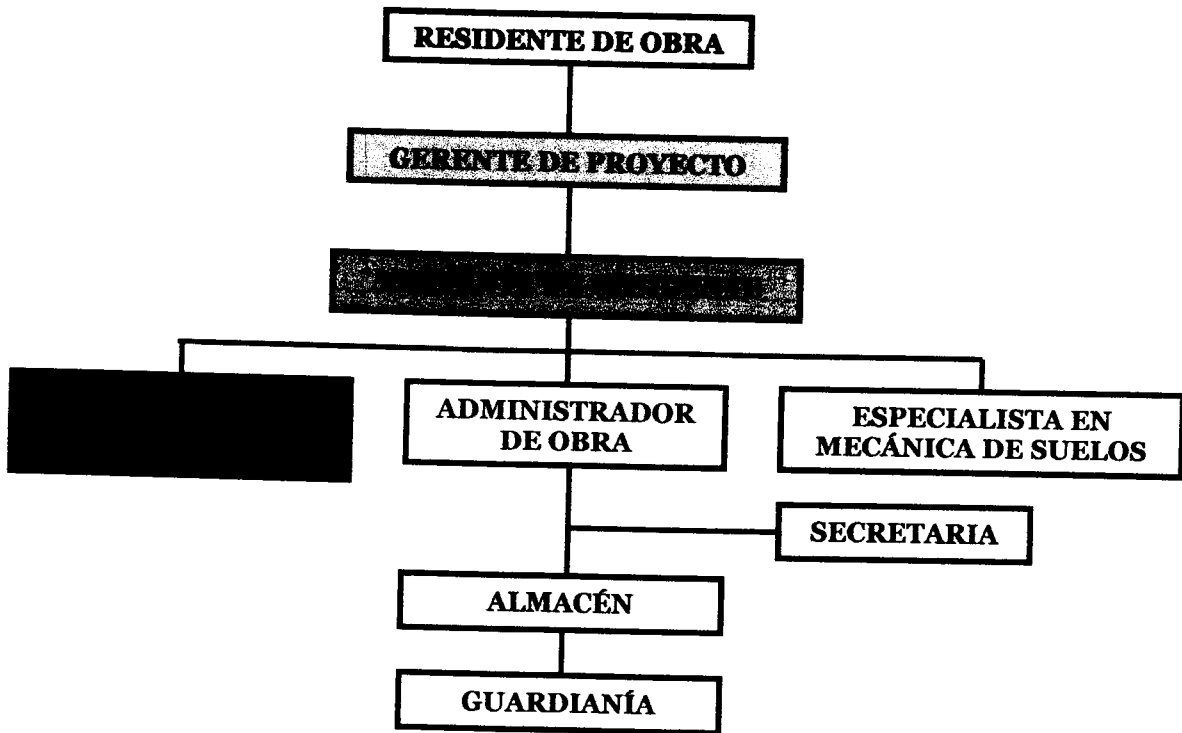 RESIDENTE DE OBRA
GERENTE DE PROYECTO
ADMINISTRADOR
DE OBRA
ESPECIALISTA EN
MECÁNICA DE SUELOS
SECRETARIA
ALMACÉN
GUARDIANÍA